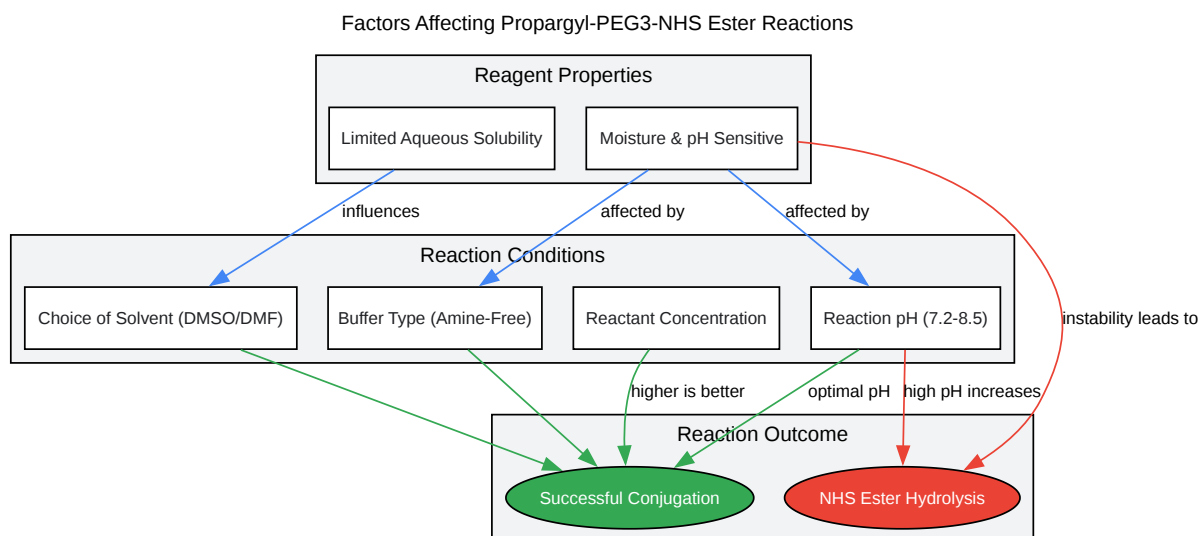 Factors Affecting Propargyl-PEG3-NHS Ester Reactions
Reagent Properties
Limited Aqueous Solubility
Moisture & pH Sensitive
influences
affected by
affected by
Reaction Conditions
Choice of Solvent (DMSO/DMF)
Buffer Type (Amine-Free)
Reactant Concentration
Reaction pH (7.2-8.5)
instability leads to
higher is better
optimal pH
high pH increases
Reaction Outcome
Successful Conjugation
NHS Ester Hydrolysis